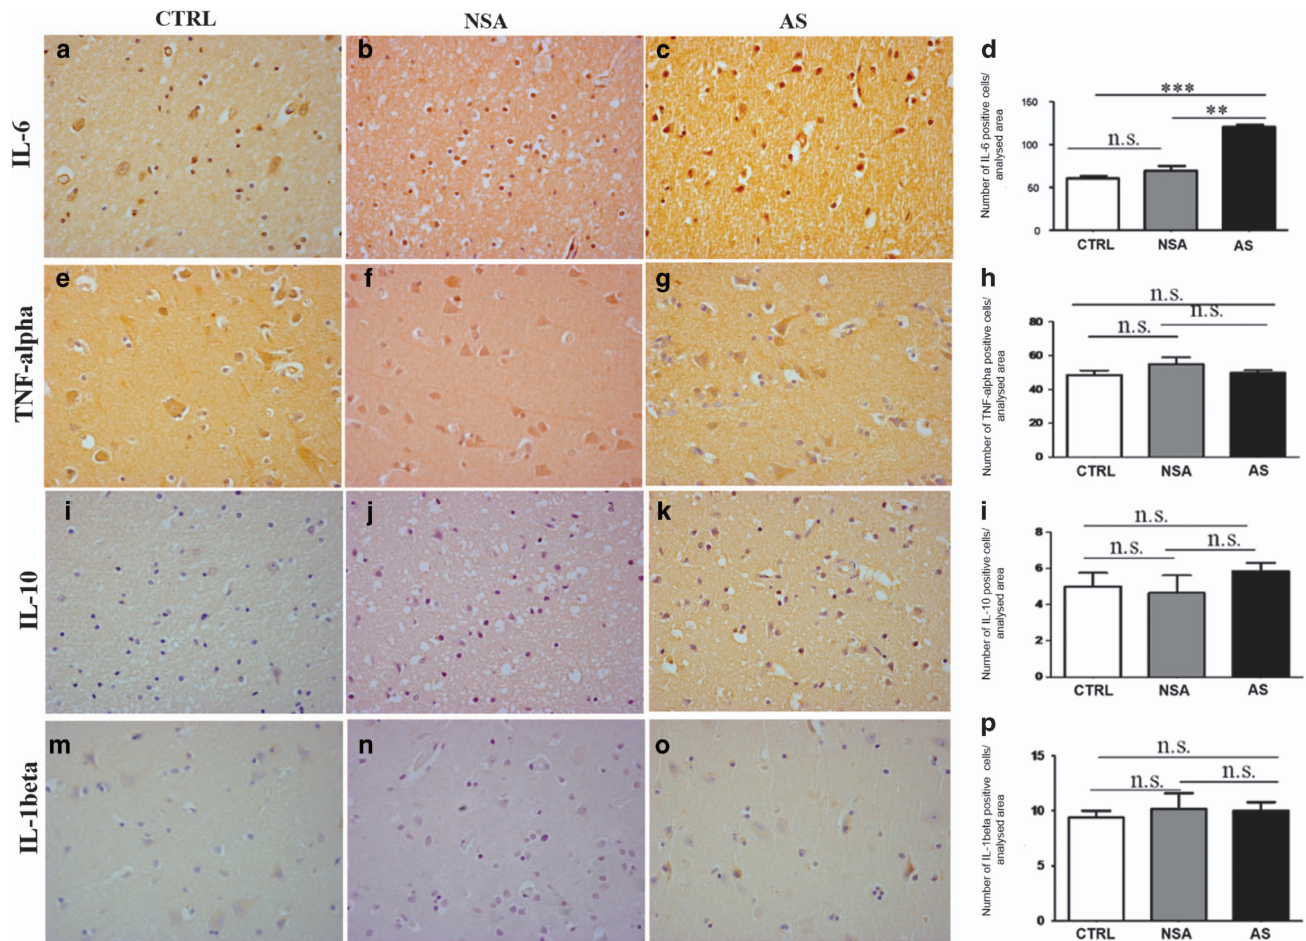 CTRL NSA AS
IL-6
a
b
c
d
Number of IL-6 positive cells/
analysed area
150
100
50
0
***
**
n.s.
CTRL NSA AS
TNF-alpha
e
f
g
h
Number of TNF-alpha positive cells/
analysed area
80
60
40
20
0
n.s.
n.s.
n.s.
CTRL NSA AS
IL-10
i
j
k
i
Number of IL-10 positive cells/
analysed area
8
6
4
2
0
n.s.
n.s.
n.s.
CTRL NSA AS
IL-1beta
m
n
o
p
Number of IL-1beta positive cells/
analysed area
15
10
5
0
n.s.
n.s.
n.s.
CTRL NSA AS